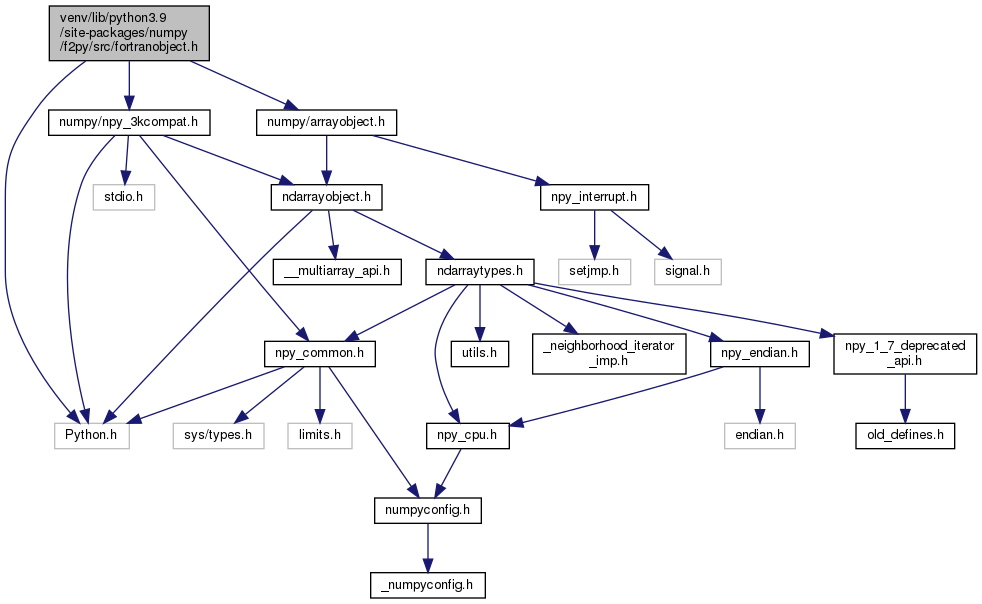 venv/lib/python3.9
/site-packages/numpy
/f2py/src/fortranobject.h
numpy/npy_3kcompat.h
numpy/arrayobject.h
stdio.h
ndarrayobject.h
npy_interrupt.h
__multiarray_api.h
ndarraytypes.h
setjmp.h
signal.h
npy_common.h
utils.h
_neighborhood_iterator
_imp.h
npy_endian.h
npy_1_7_deprecated
_api.h
Python.h
sys/types.h
limits.h
npy_cpu.h
endian.h
old_defines.h
numpyconfig.h
_numpyconfig.h